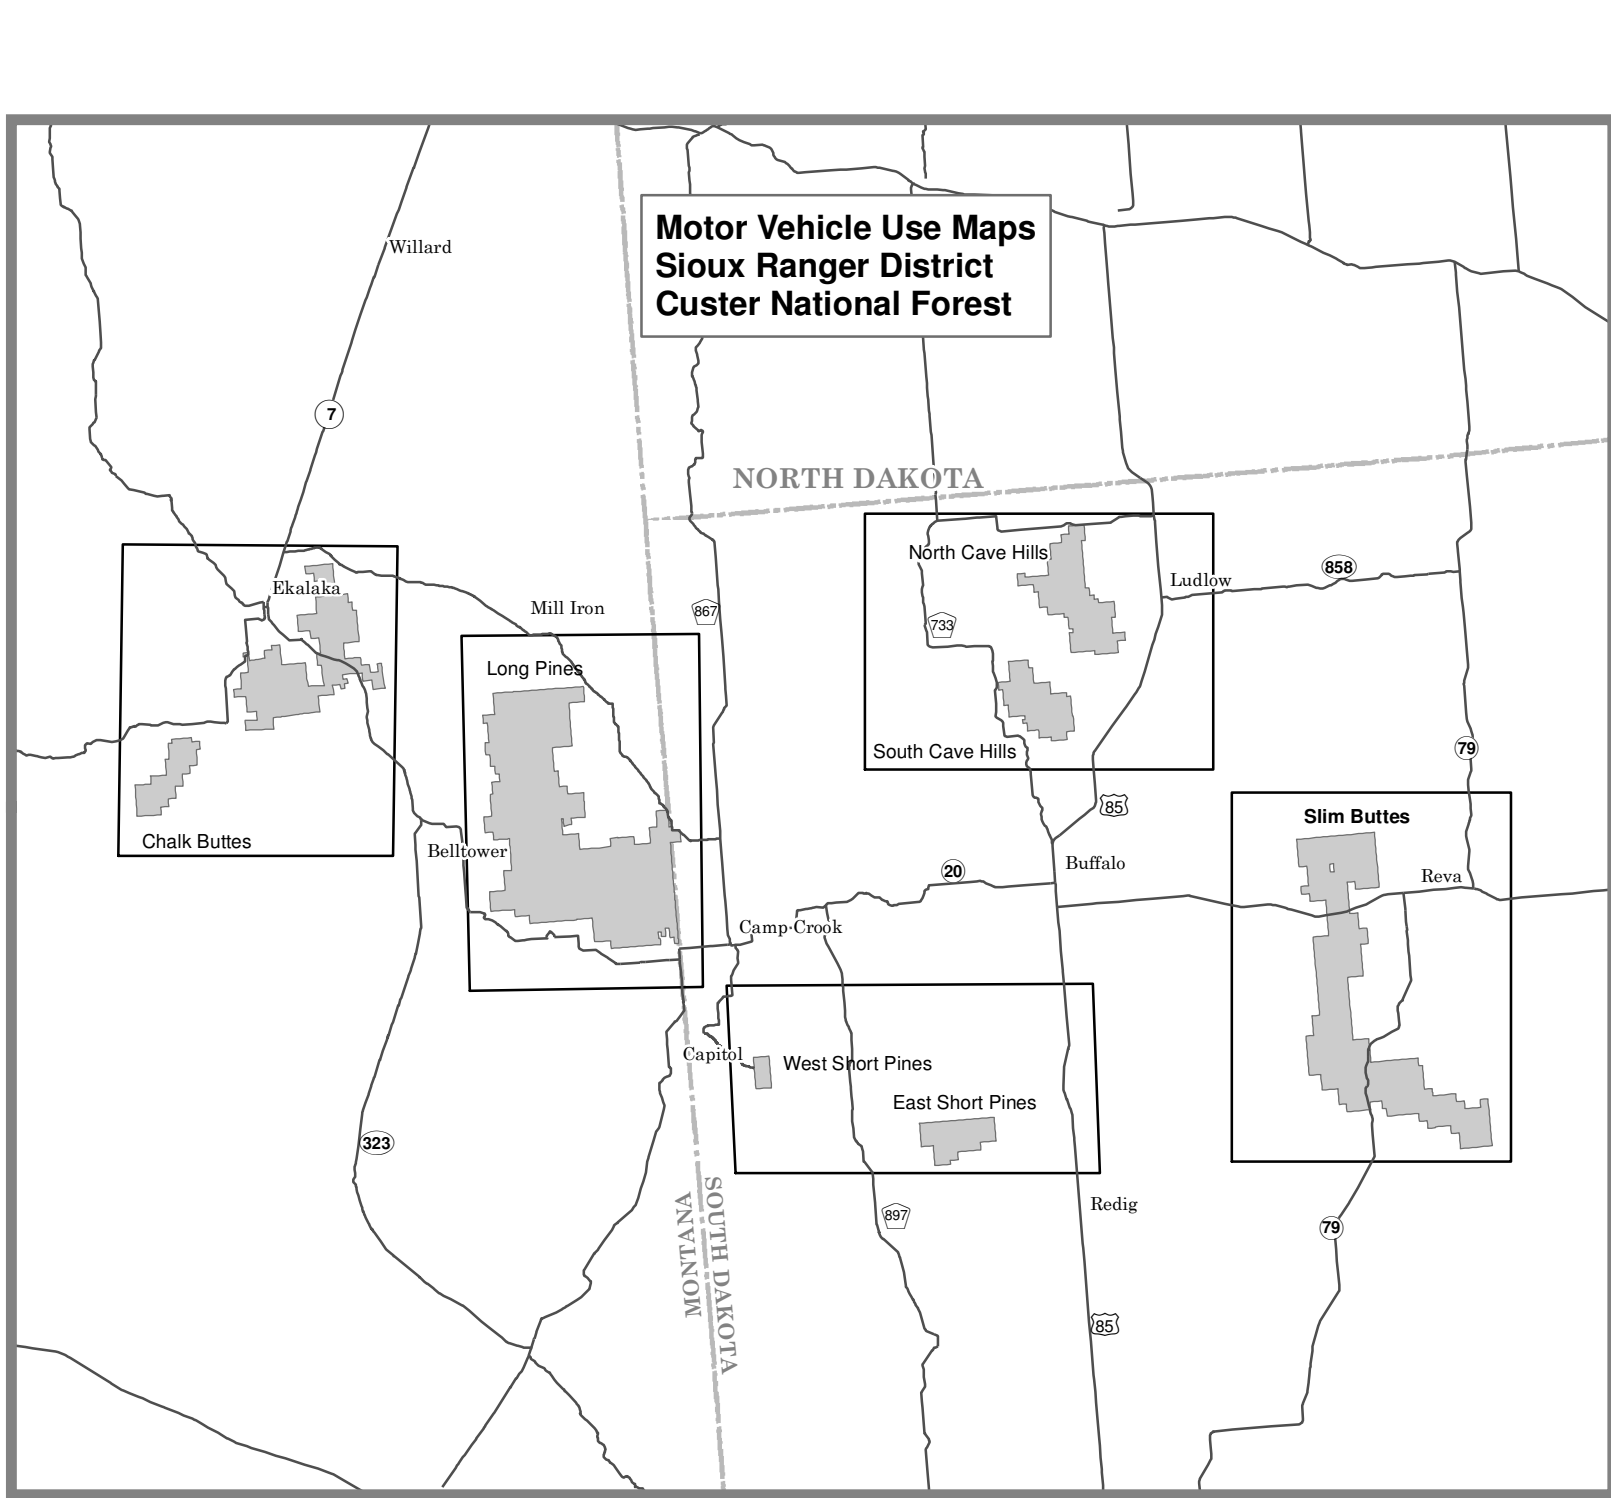 Motor Vehicle Use Maps
Sioux Ranger District
Custer National Forest
Willard
7
NORTH DAKOTA
North Cave Hills
858
Ludlow
Ekalaka
Mill Iron
867
733
Long Pines
South Cave Hills
79
85
Slim Buttes
Chalk Buttes
Belltower
Buffalo
20
Reva
Camp Crook
Capitol
West Short Pines
East Short Pines
323
MONTANA
SOUTH DAKOTA
897
Redig
79
85